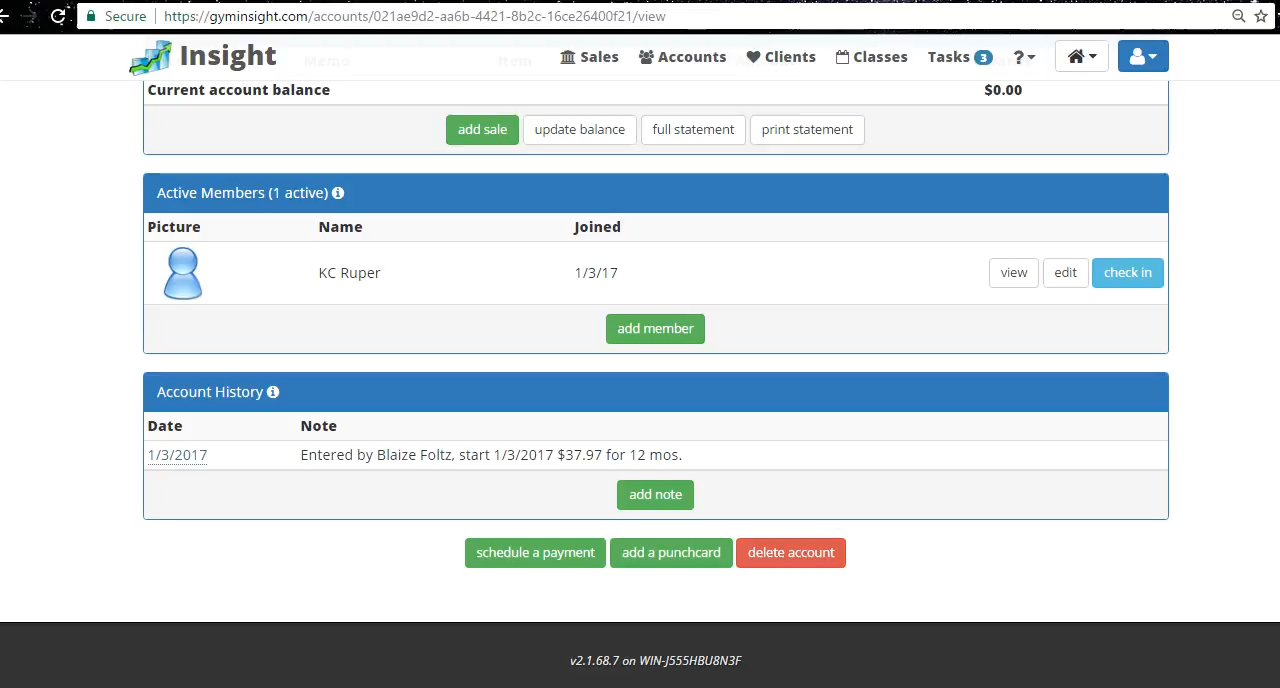 Secure https://gyminsight.com/accounts/021ae9d2-aa6b-4421-8b2c-16ce26400f21/view
Insight Memo Item Sales Accounts Clients Classes Tasks 3 ?
Current account balance $0.00
add sale update balance full statement print statement
Active Members (1 active)
Picture Name Joined
KC Ruper 1/3/17 view edit check in
add member
Account History
Date Note
1/3/2017 Entered by Blaize Foltz, start 1/3/2017 $37.97 for 12 mos.
add note
schedule a payment add a punchcard delete account
v2.1.68.7 on WIN-J555HBU8N3F